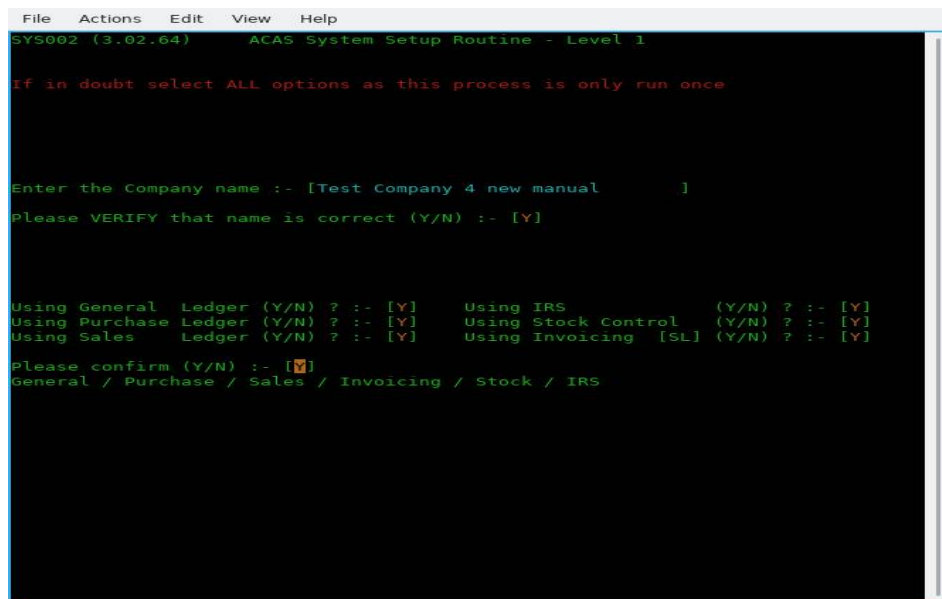 File Actions Edit View Help
SYS002 (3.02.64) ACAS System Setup Routine - Level 1
If in doubt select ALL options as this process is only run once
Enter the Company name :- [Test Company 4 new manual ]
Please VERIFY that name is correct (Y/N) :- [Y]
Using General Ledger (Y/N) ? :- [Y] Using IRS (Y/N) ? :- [Y]
Using Purchase Ledger (Y/N) ? :- [Y] Using Stock Control (Y/N) ? :- [Y]
Using Sales Ledger (Y/N) ? :- [Y] Using Invoicing [SL] (Y/N) ? :- [Y]
Please confirm (Y/N) :- [Y]
General / Purchase / Sales / Invoicing / Stock / IRS